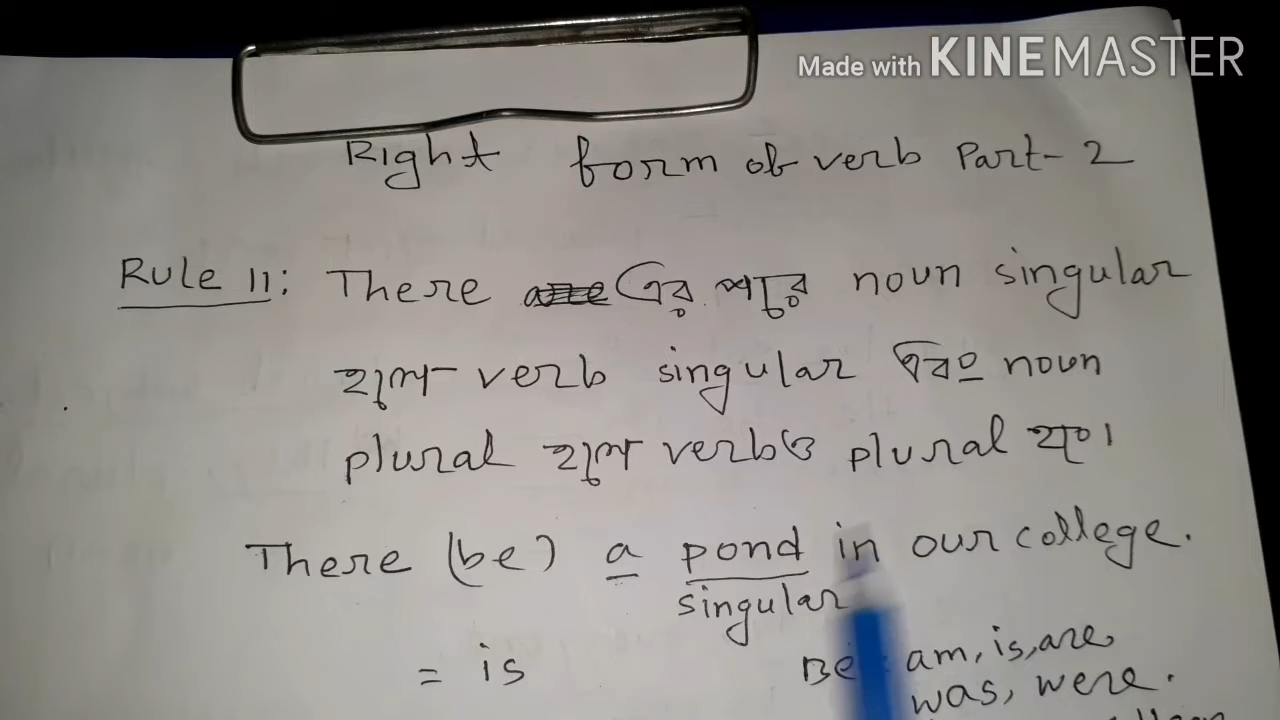 Made with KINEMASTER
Right form of verb Part-2
Rule 11: There এর পরে noun singular
হলে verb singular এবং noun
plural হলে verbও plural হবে।
There (be) a pond in our college.
singular
= is Be: am, is, are
was, were.